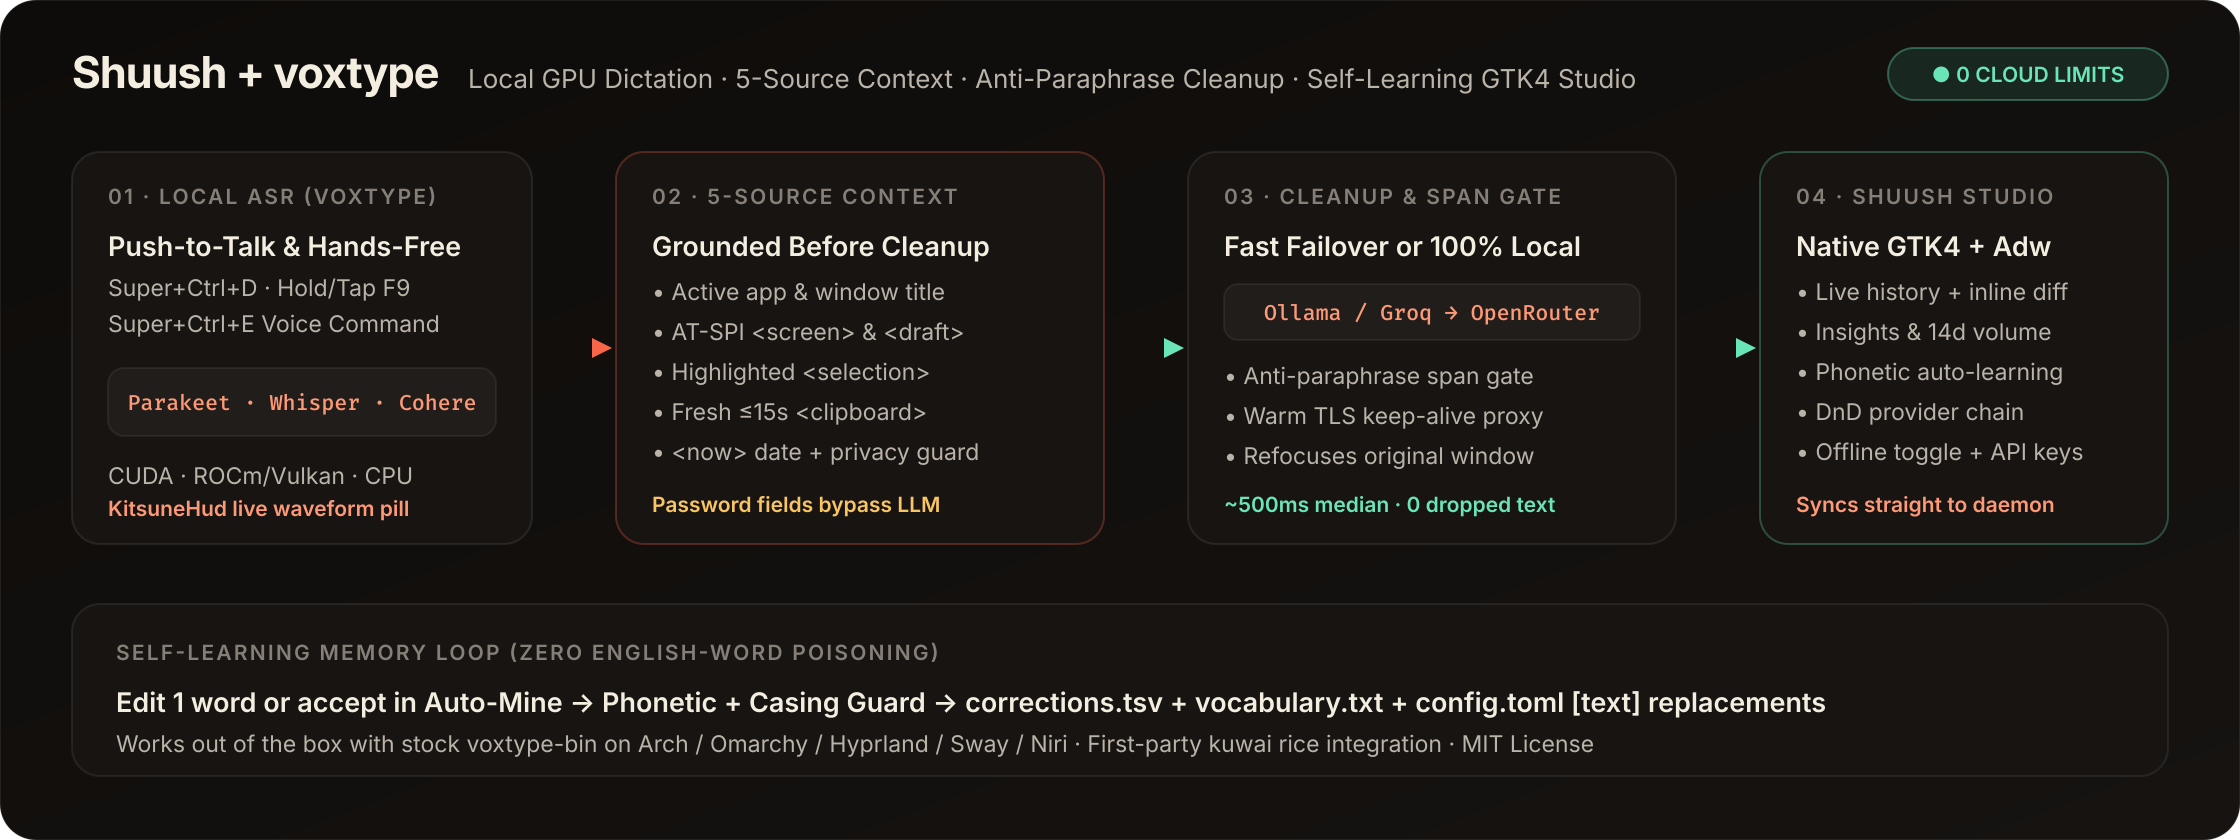 Shuush + voxtype
Local GPU Dictation · 5-Source Context · Anti-Paraphrase Cleanup · Self-Learning GTK4 Studio
● 0 CLOUD LIMITS
01 · LOCAL ASR (VOXTYPE)
Push-to-Talk & Hands-Free
Super+Ctrl+D · Hold/Tap F9
Super+Ctrl+E Voice Command
Parakeet · Whisper · Cohere
CUDA · ROCm/Vulkan · CPU
KitsuneHud live waveform pill
02 · 5-SOURCE CONTEXT
Grounded Before Cleanup
• Active app & window title
• AT-SPI <screen> & <draft>
• Highlighted <selection>
• Fresh ≤15s <clipboard>
• <now> date + privacy guard
Password fields bypass LLM
03 · CLEANUP & SPAN GATE
Fast Failover or 100% Local
Ollama / Groq → OpenRouter
• Anti-paraphrase span gate
• Warm TLS keep-alive proxy
• Refocuses original window
~500ms median · 0 dropped text
04 · SHUUSH STUDIO
Native GTK4 + Adw
• Live history + inline diff
• Insights & 14d volume
• Phonetic auto-learning
• DnD provider chain
• Offline toggle + API keys
Syncs straight to daemon
SELF-LEARNING MEMORY LOOP (ZERO ENGLISH-WORD POISONING)
Edit 1 word or accept in Auto-Mine → Phonetic + Casing Guard → corrections.tsv + vocabulary.txt + config.toml [text] replacements
Works out of the box with stock voxtype-bin on Arch / Omarchy / Hyprland / Sway / Niri · First-party kuwai rice integration · MIT License